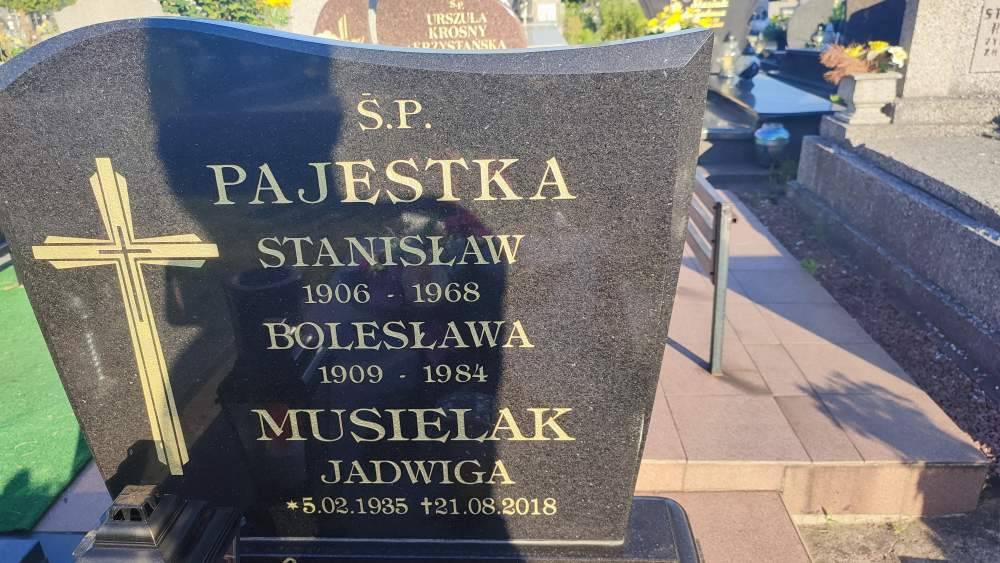 Ś.P.
URSZULA
KROSNY
Ś.P.
PAJESTKA
STANISŁAW
1906 - 1968
BOLESŁAWA
1909 - 1984
MUSIELAK
JADWIGA
*5.02.1935 †21.08.2018